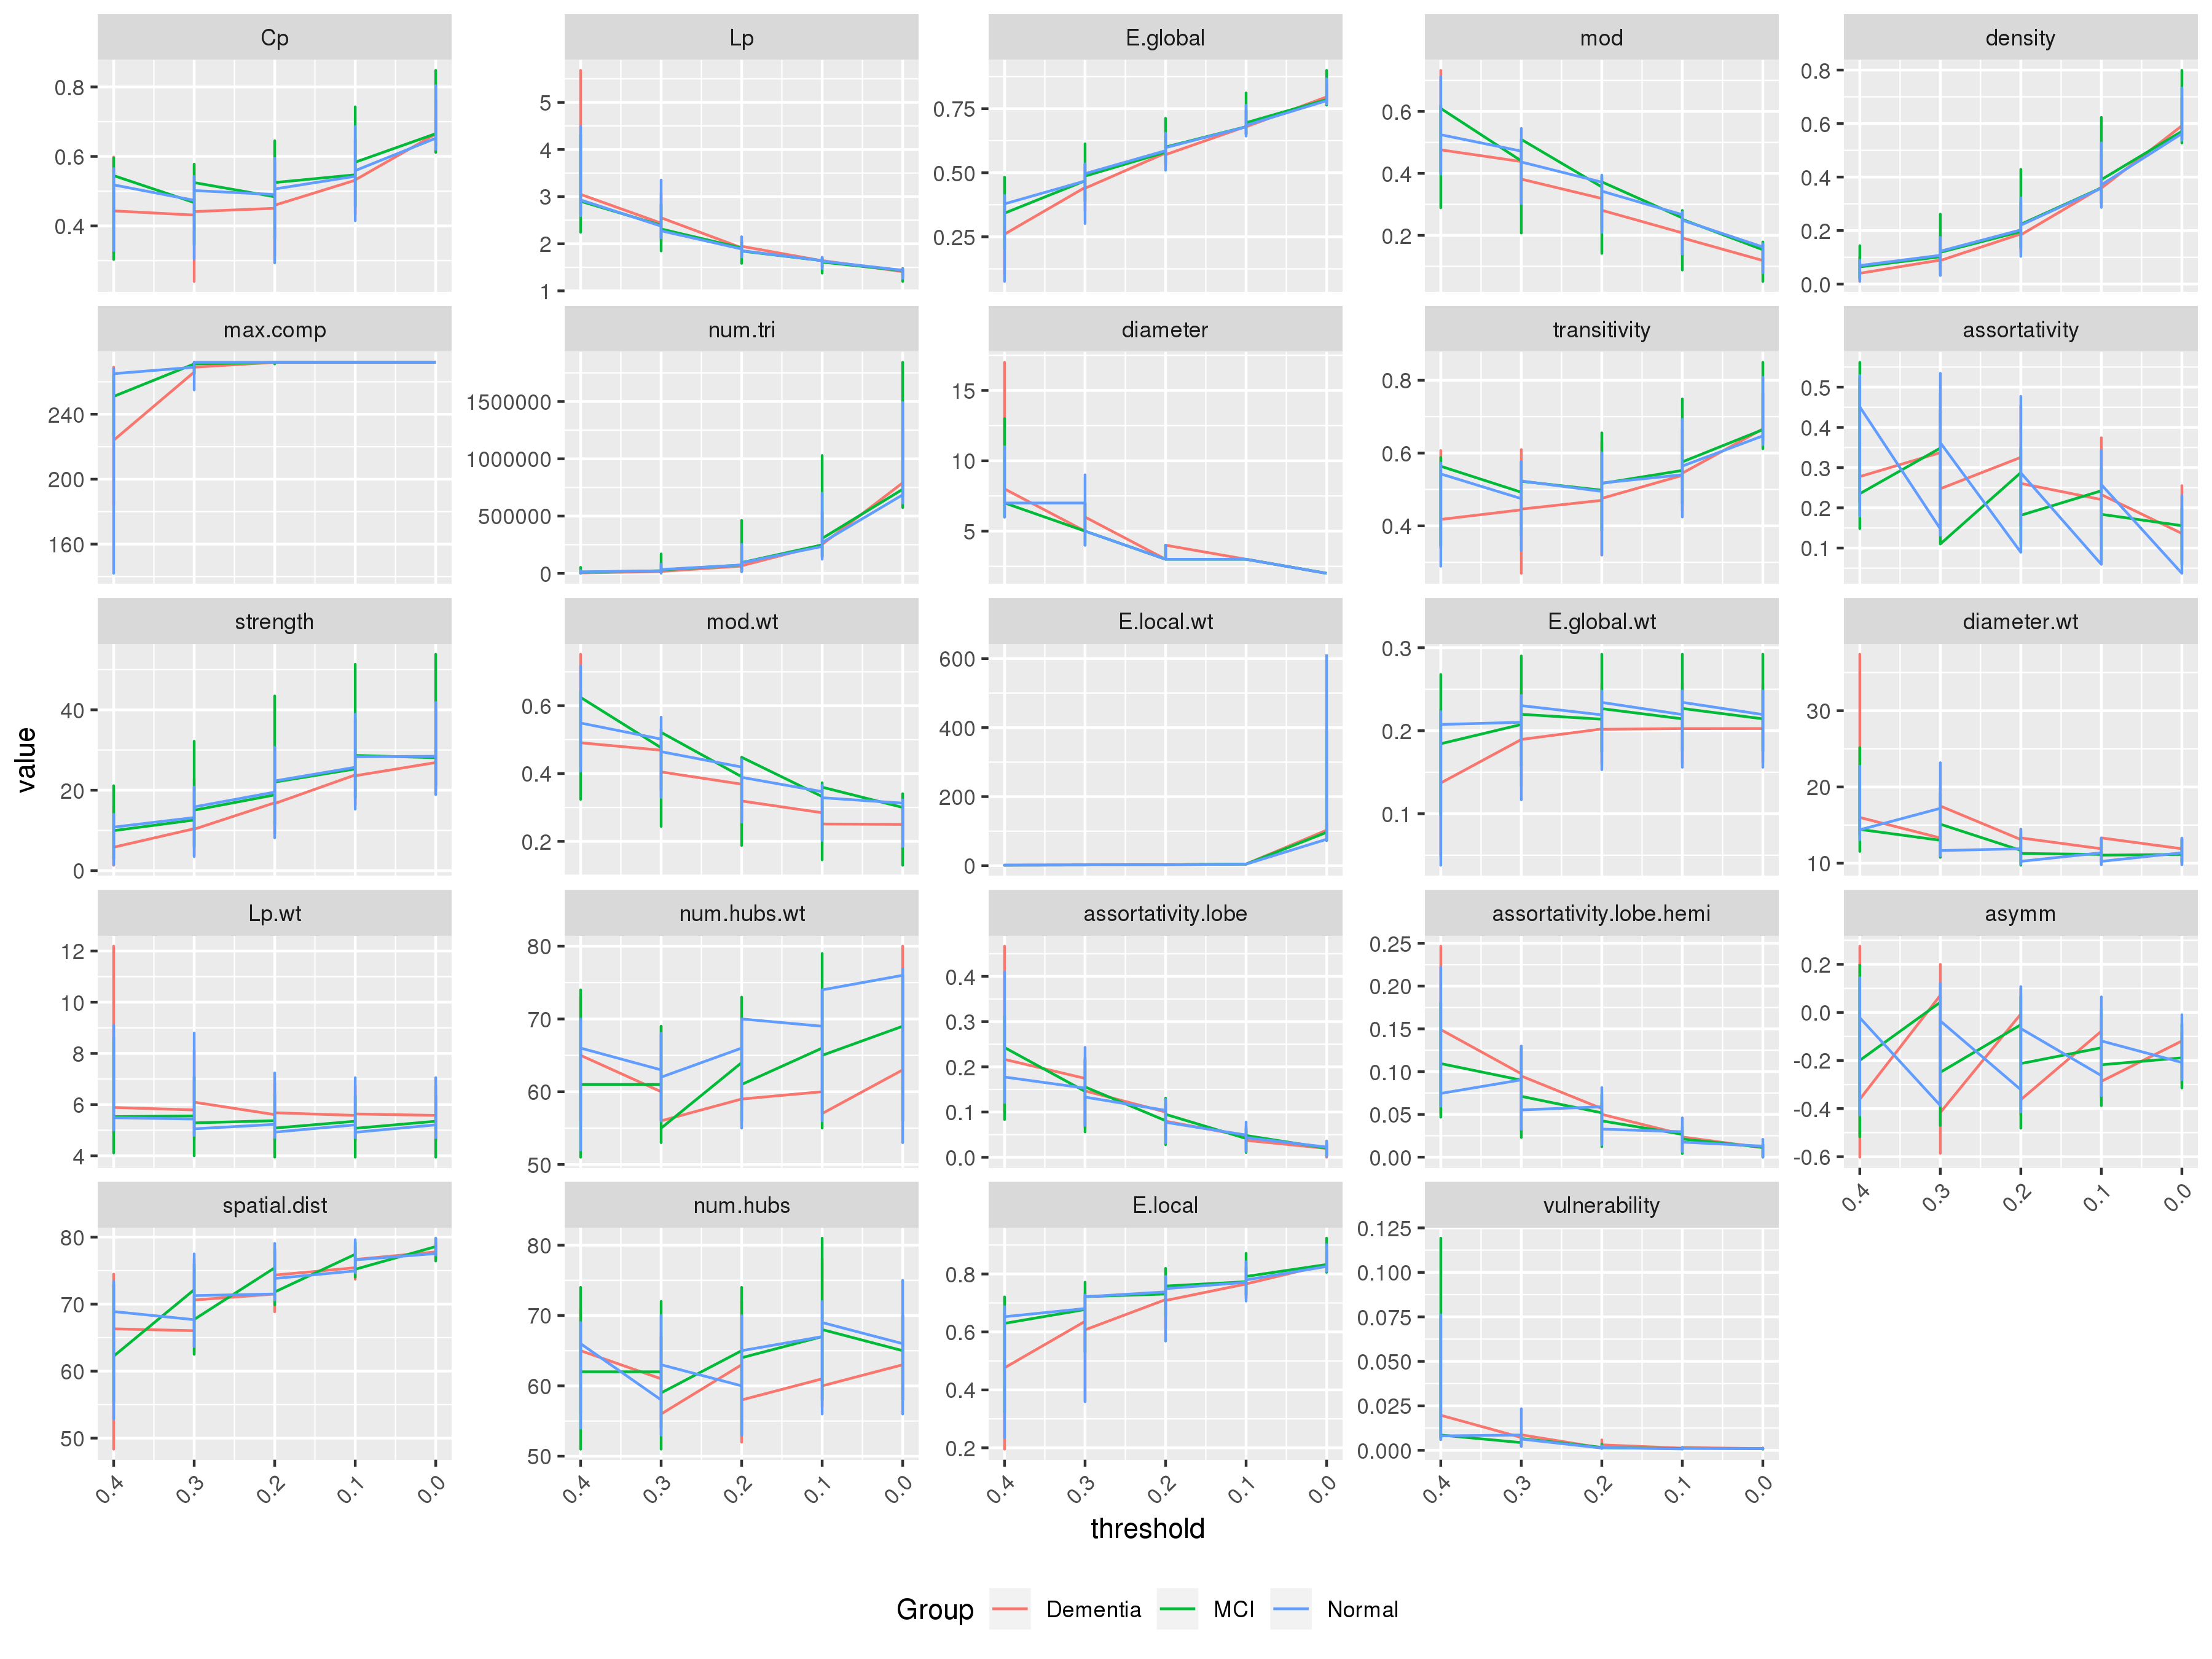 Cp Lp E.global mod density
0.8 0.6 0.4
5 4 3 2 1
0.75 0.50 0.25
0.6 0.4 0.2
0.8 0.6 0.4 0.2 0.0
max.comp num.tri diameter transitivity assortativity
240 200 160
1500000 1000000 500000 0
15 10 5
0.8 0.6 0.4
0.5 0.4 0.3 0.2 0.1
strength mod.wt E.local.wt E.global.wt diameter.wt
40 20 0
0.6 0.4 0.2
600 400 200 0
0.3 0.2 0.1
30 20 10
value
Lp.wt num.hubs.wt assortativity.lobe assortativity.lobe.hemi asymm
12 10 8 6 4
80 70 60 50
0.4 0.3 0.2 0.1 0.0
0.25 0.20 0.15 0.10 0.05 0.00
0.2 0.0 -0.2 -0.4 -0.6
0.4 0.3 0.2 0.1 0.0
spatial.dist num.hubs E.local vulnerability
80 70 60 50
80 70 60 50
0.8 0.6 0.4 0.2
0.125 0.100 0.075 0.050 0.025 0.000
0.4 0.3 0.2 0.1 0.0
0.4 0.3 0.2 0.1 0.0
0.4 0.3 0.2 0.1 0.0
0.4 0.3 0.2 0.1 0.0
threshold
Group Dementia MCI Normal